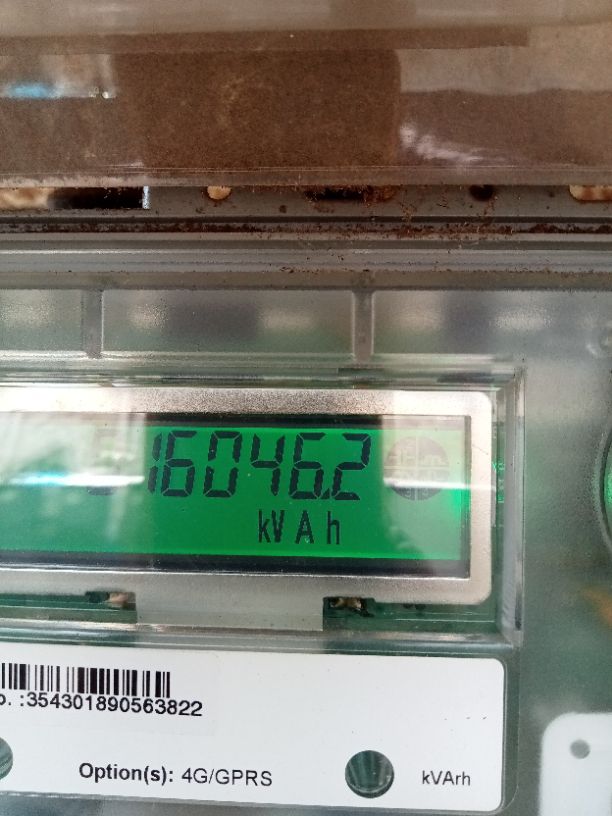 16046.2
kVAh
o. :354301890563822
Option(s): 4G/GPRS
kVArh